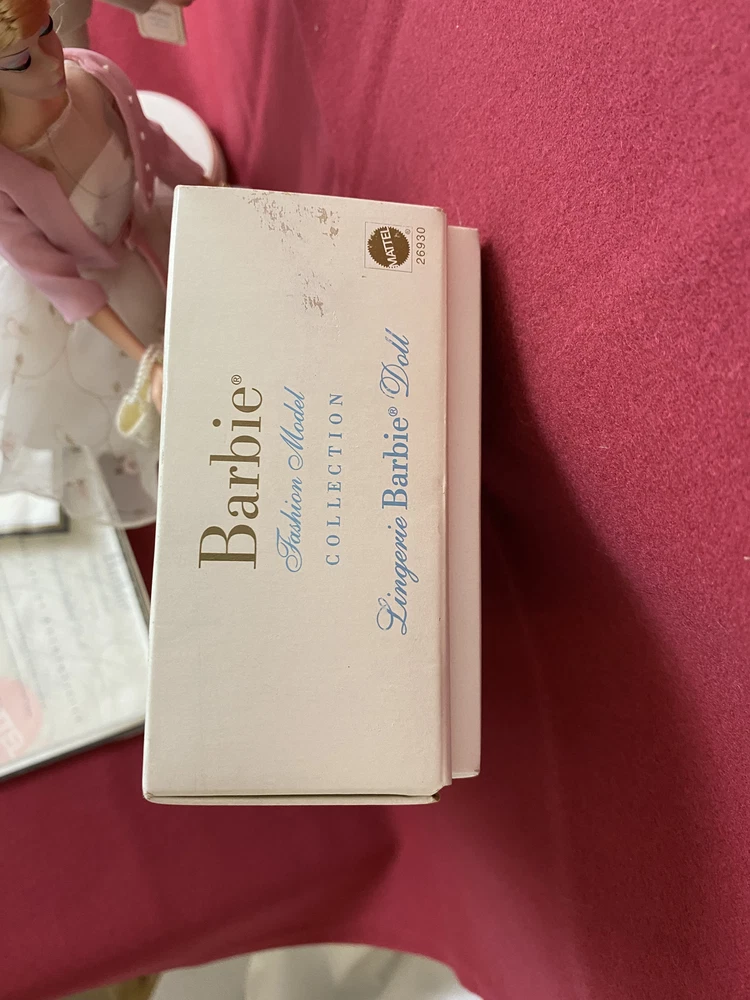 Barbie®
Fashion Model
COLLECTION
Lingerie Barbie® Doll
MATTEL®
26930